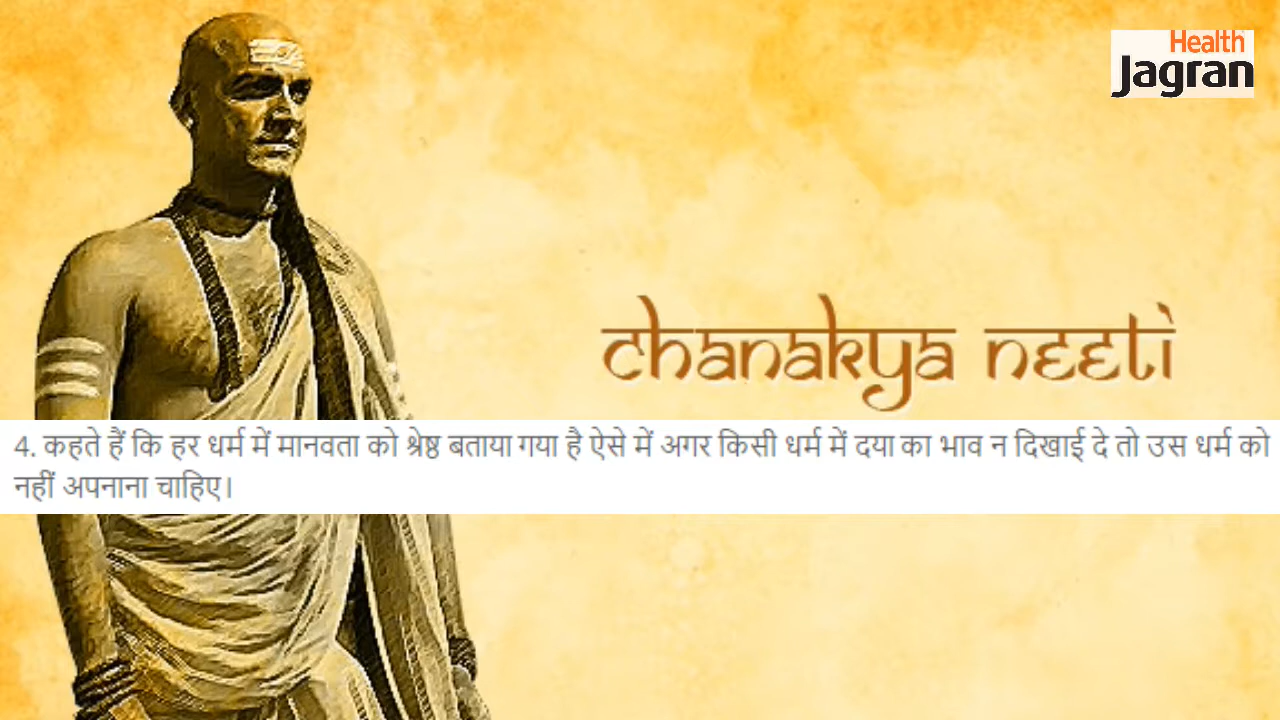 Health
Jagran
chanakya neeti
4. कहते हैं कि हर धर्म में मानवता को श्रेष्ठ बताया गया है ऐसे में अगर किसी धर्म में दया का भाव न दिखाई दे तो उस धर्म को
नहीं अपनाना चाहिए।